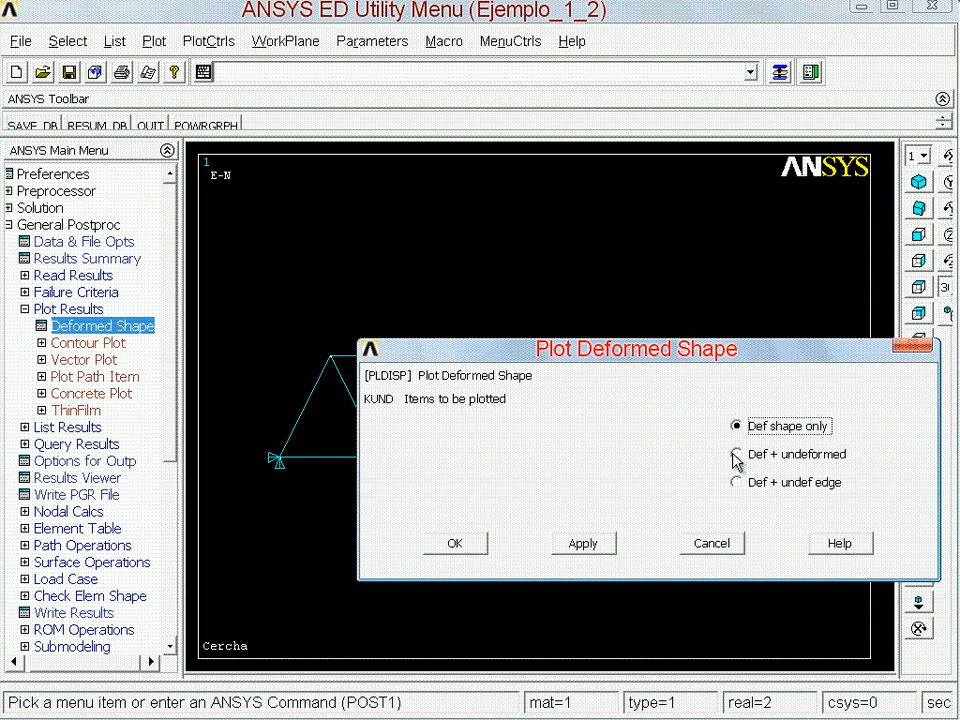 ANSYS ED Utility Menu (Ejemplo_1_2)
File Select List Plot PlotCtrls WorkPlane Parameters Macro MenuCtrls Help
ANSYS Toolbar
SAVE_DB RESUM_DB QUIT POWRGRPH
ANSYS Main Menu
Preferences
Preprocessor
Solution
General Postproc
Data & File Opts
Results Summary
Read Results
Failure Criteria
Plot Results
Deformed Shape
Contour Plot
Vector Plot
Plot Path Item
Concrete Plot
ThinFilm
List Results
Query Results
Options for Outp
Results Viewer
Write PGR File
Nodal Calcs
Element Table
Path Operations
Surface Operations
Load Case
Check Elem Shape
Write Results
ROM Operations
Submodeling
1
E-N
ANSYS
Cercha
Plot Deformed Shape
[PLDISP] Plot Deformed Shape
KUND Items to be plotted
Def shape only
Def + undeformed
Def + undef edge
OK Apply Cancel Help
1
Pick a menu item or enter an ANSYS Command (POST1) mat=1 type=1 real=2 csys=0 sec